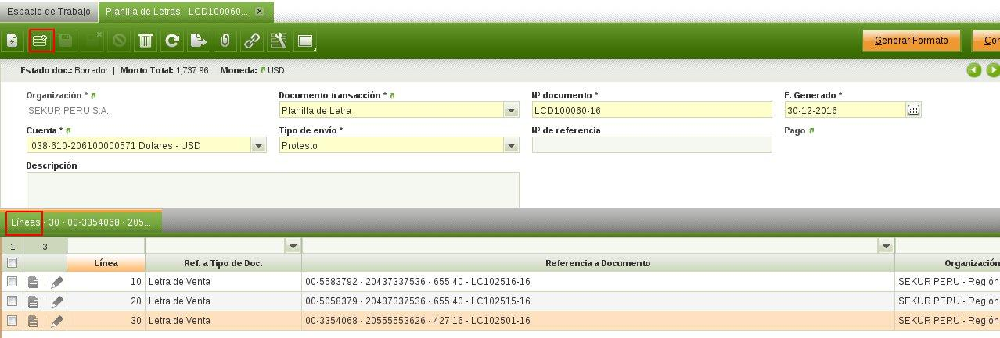 Espacio de Trabajo Planilla de Letras - LCD100060... x
Generar Formato Cor
Estado doc.: Borrador | Monto Total: 1,737.96 | Moneda: USD
Organización * Documento transacción * Nº documento * F. Generado *
SEKUR PERU S.A. Planilla de Letra LCD100060-16 30-12-2016
Cuenta * Tipo de envío * Nº de referencia Pago
038-610-206100000571 Dolares - USD Protesto
Descripción
Líneas - 30 - 00-3354068 - 205...
1 3
Línea Ref. a Tipo de Doc. Referencia a Documento Organización
10 Letra de Venta 00-5583792 - 20437337536 - 655.40 - LC102516-16 SEKUR PERU - Región
20 Letra de Venta 00-5058379 - 20437337536 - 655.40 - LC102515-16 SEKUR PERU - Región
30 Letra de Venta 00-3354068 - 20555553626 - 427.16 - LC102501-16 SEKUR PERU - Región